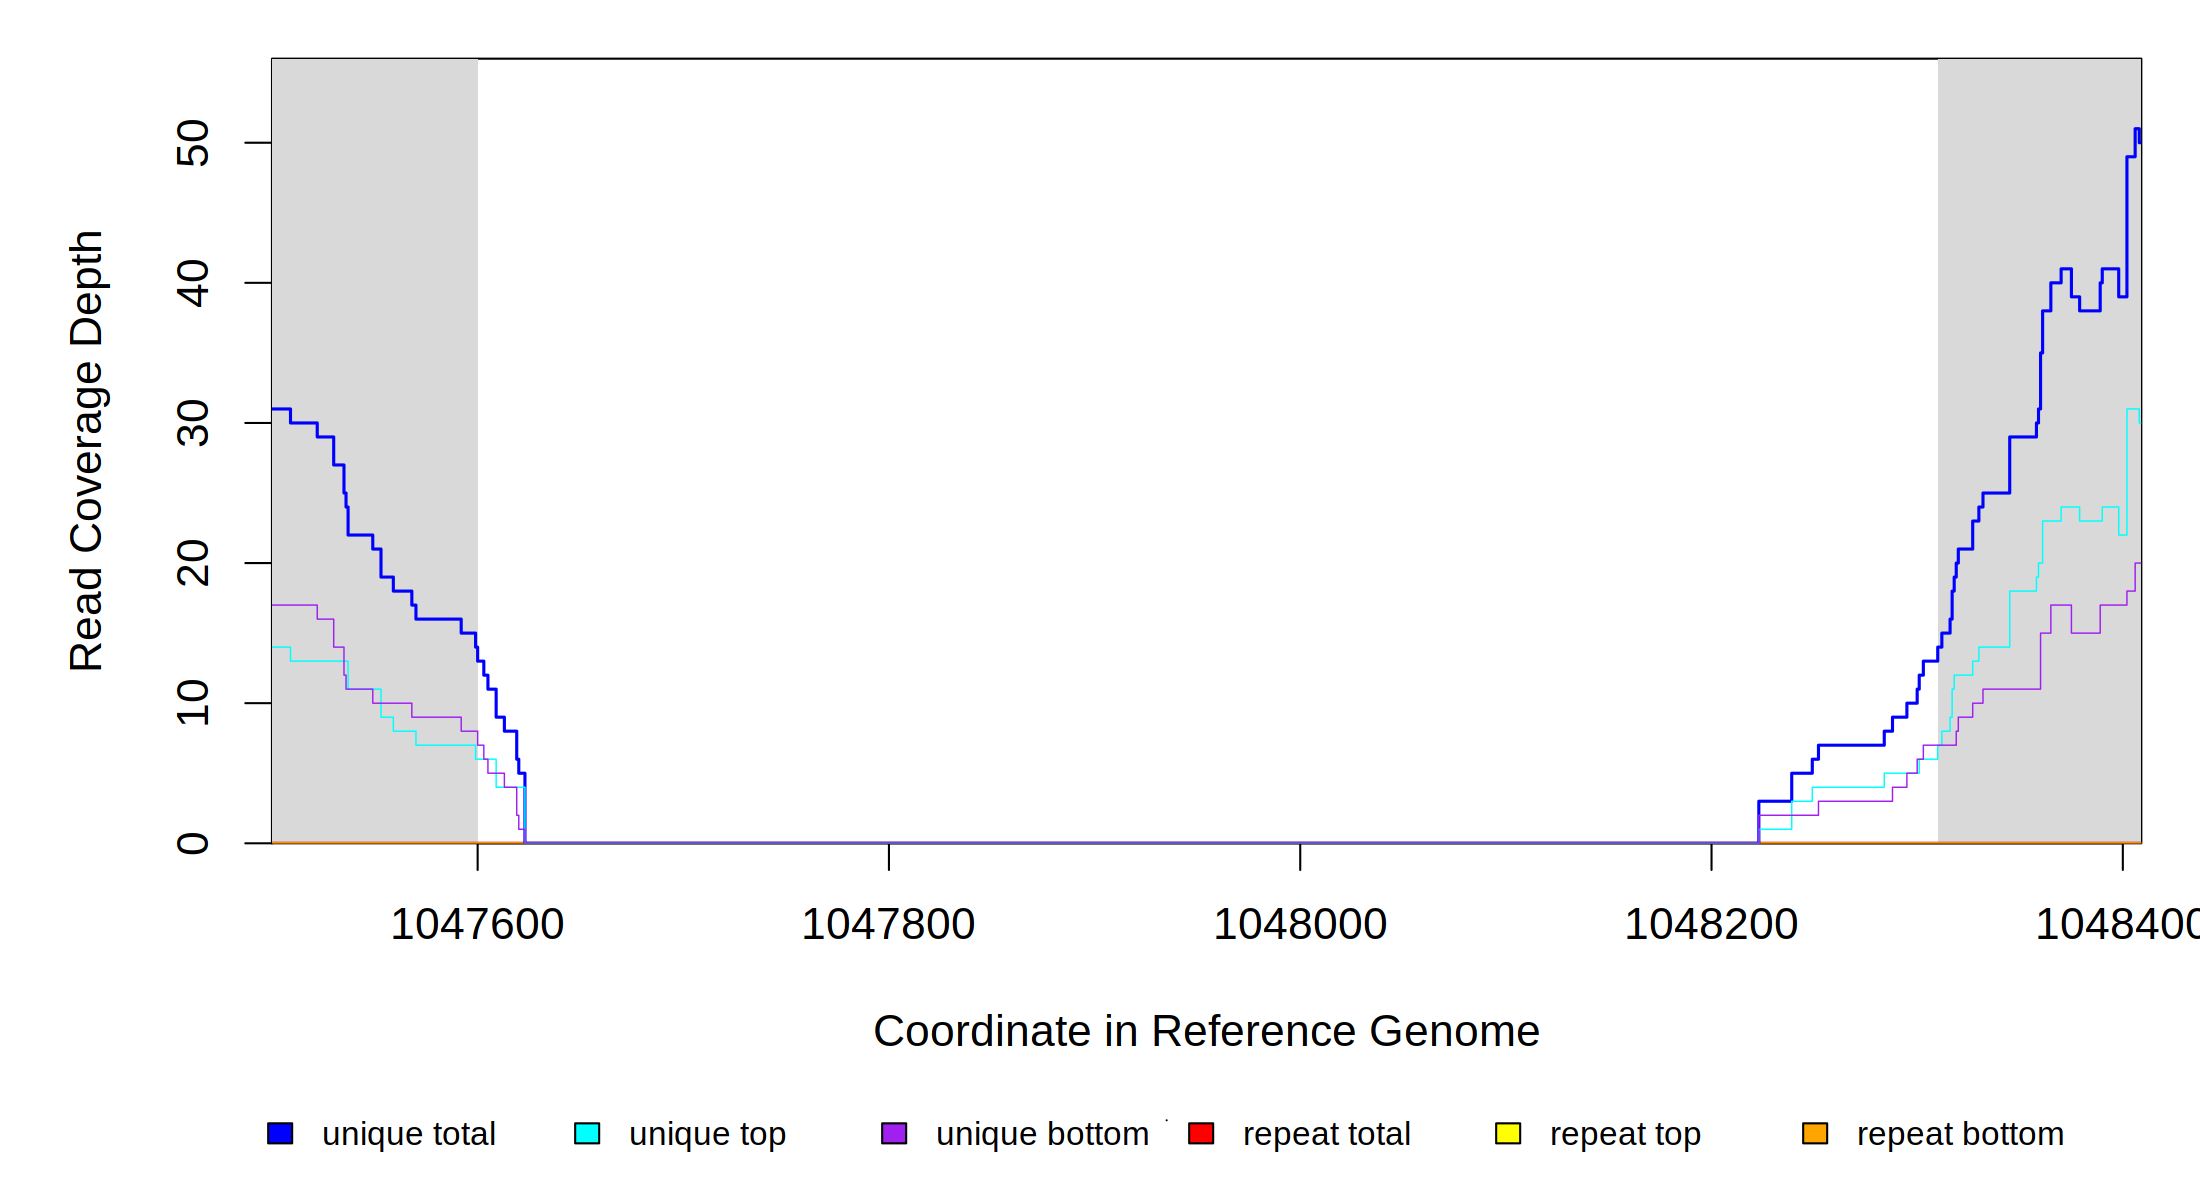 Read Coverage Depth
50
40
30
20
10
0
1047600 1047800 1048000 1048200 104840
Coordinate in Reference Genome
unique total unique top unique bottom repeat total repeat top repeat bottom